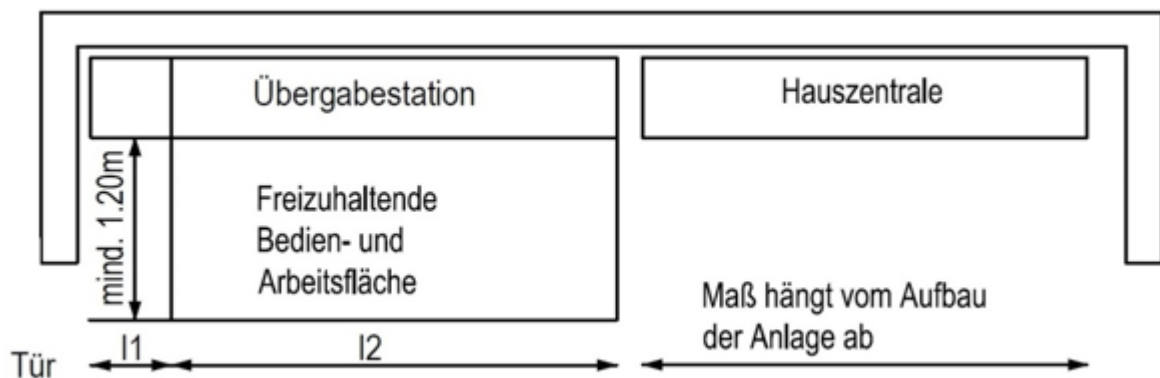 Übergabestation
Hauszentrale
mind. 1.20m
Freizuhaltende
Bedien- und
Arbeitsfläche
Maß hängt vom Aufbau
der Anlage ab
Tür
l1
l2